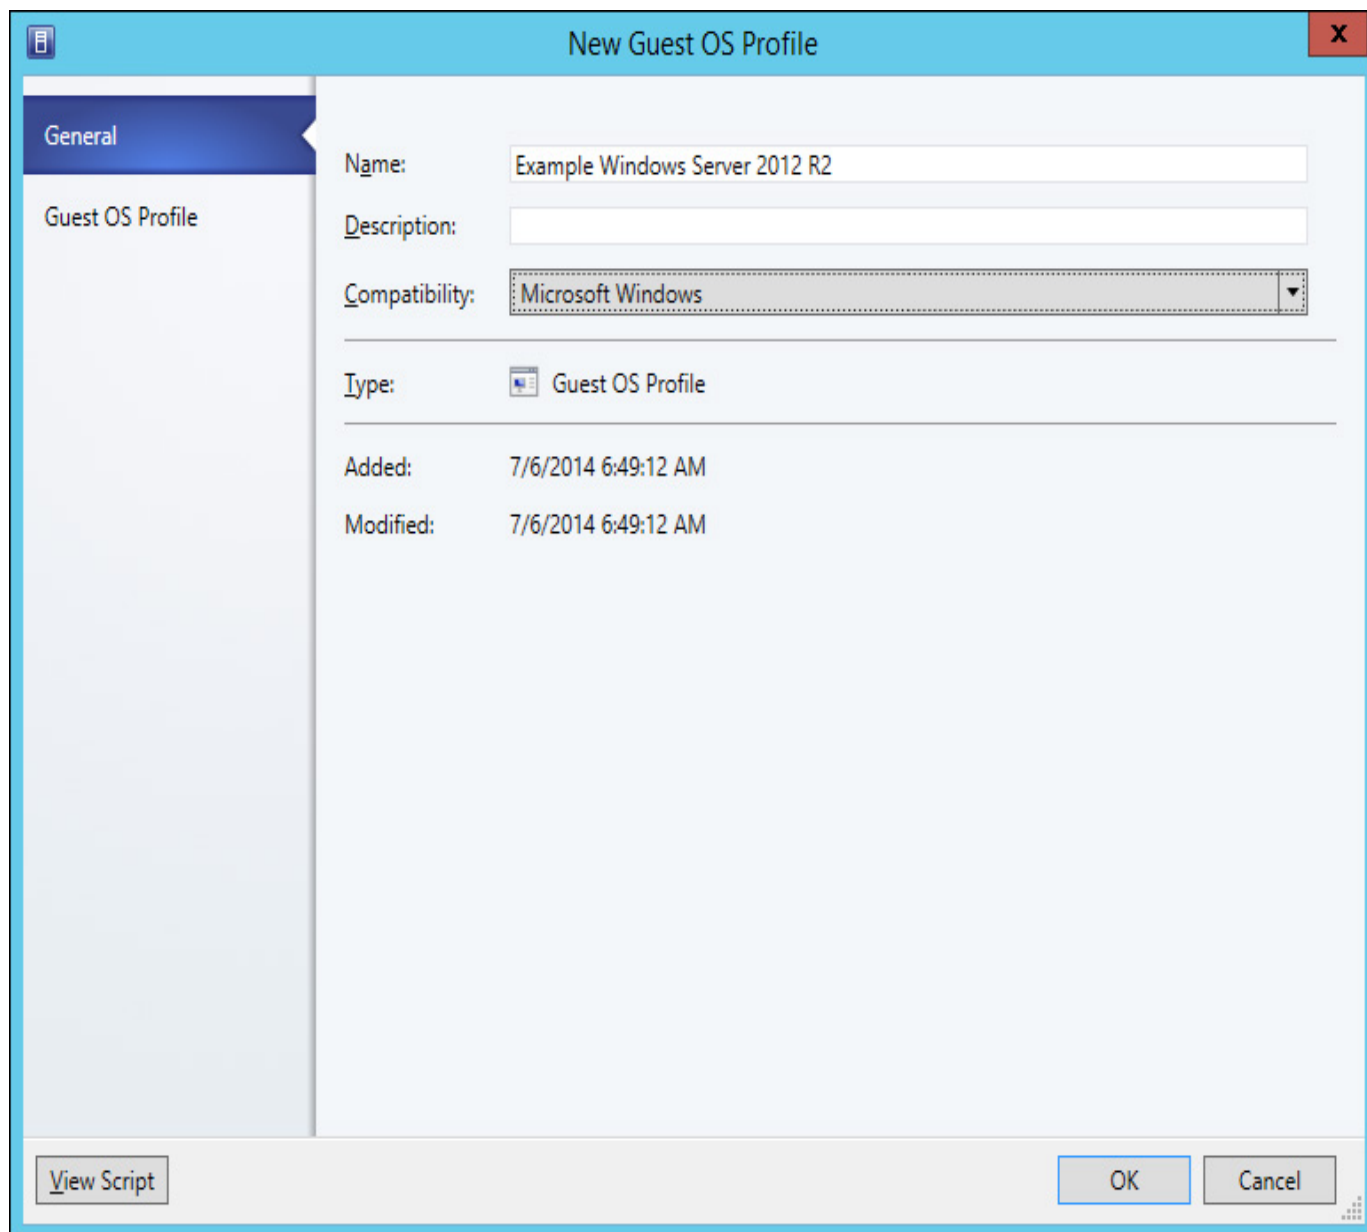 New Guest OS Profile
X
General
Guest OS Profile
Name: Example Windows Server 2012 R2
Description:
Compatibility: Microsoft Windows
Type: Guest OS Profile
Added: 7/6/2014 6:49:12 AM
Modified: 7/6/2014 6:49:12 AM
View Script OK Cancel